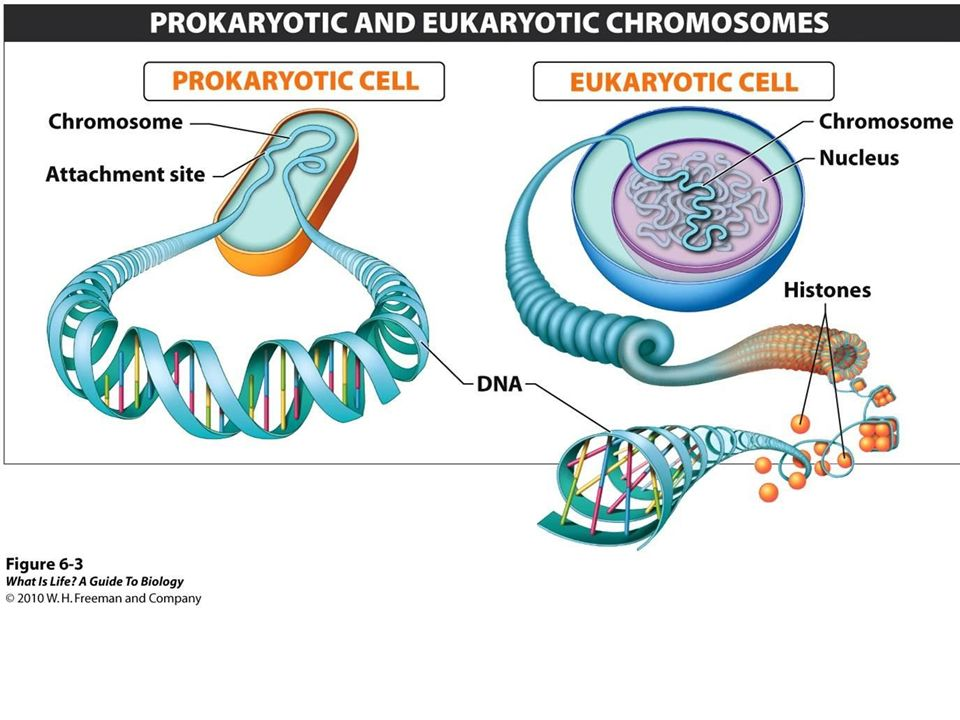 PROKARYOTIC AND EUKARYOTIC CHROMOSOMES
PROKARYOTIC CELL
EUKARYOTIC CELL
Chromosome
Attachment site
Chromosome
Nucleus
Histones
DNA
Figure 6-3
What Is Life? A Guide To Biology
© 2010 W. H. Freeman and Company